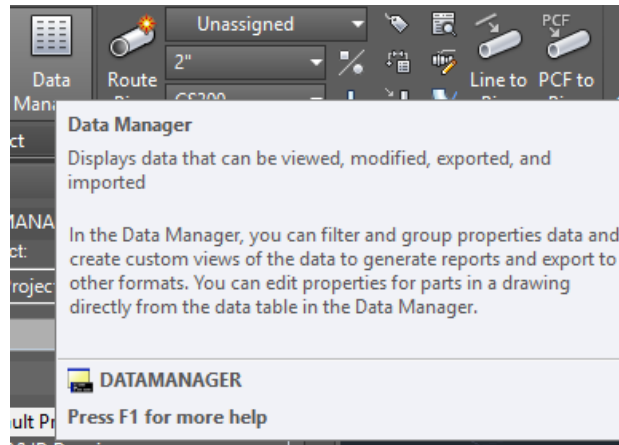 Unassigned
PCF
2"
Data
Route
Line to
PCF to
Data Manager
Displays data that can be viewed, modified, exported, and
imported
In the Data Manager, you can filter and group properties data and
create custom views of the data to generate reports and export to
other formats. You can edit properties for parts in a drawing
directly from the data table in the Data Manager.
DATAMANAGER
Press F1 for more help